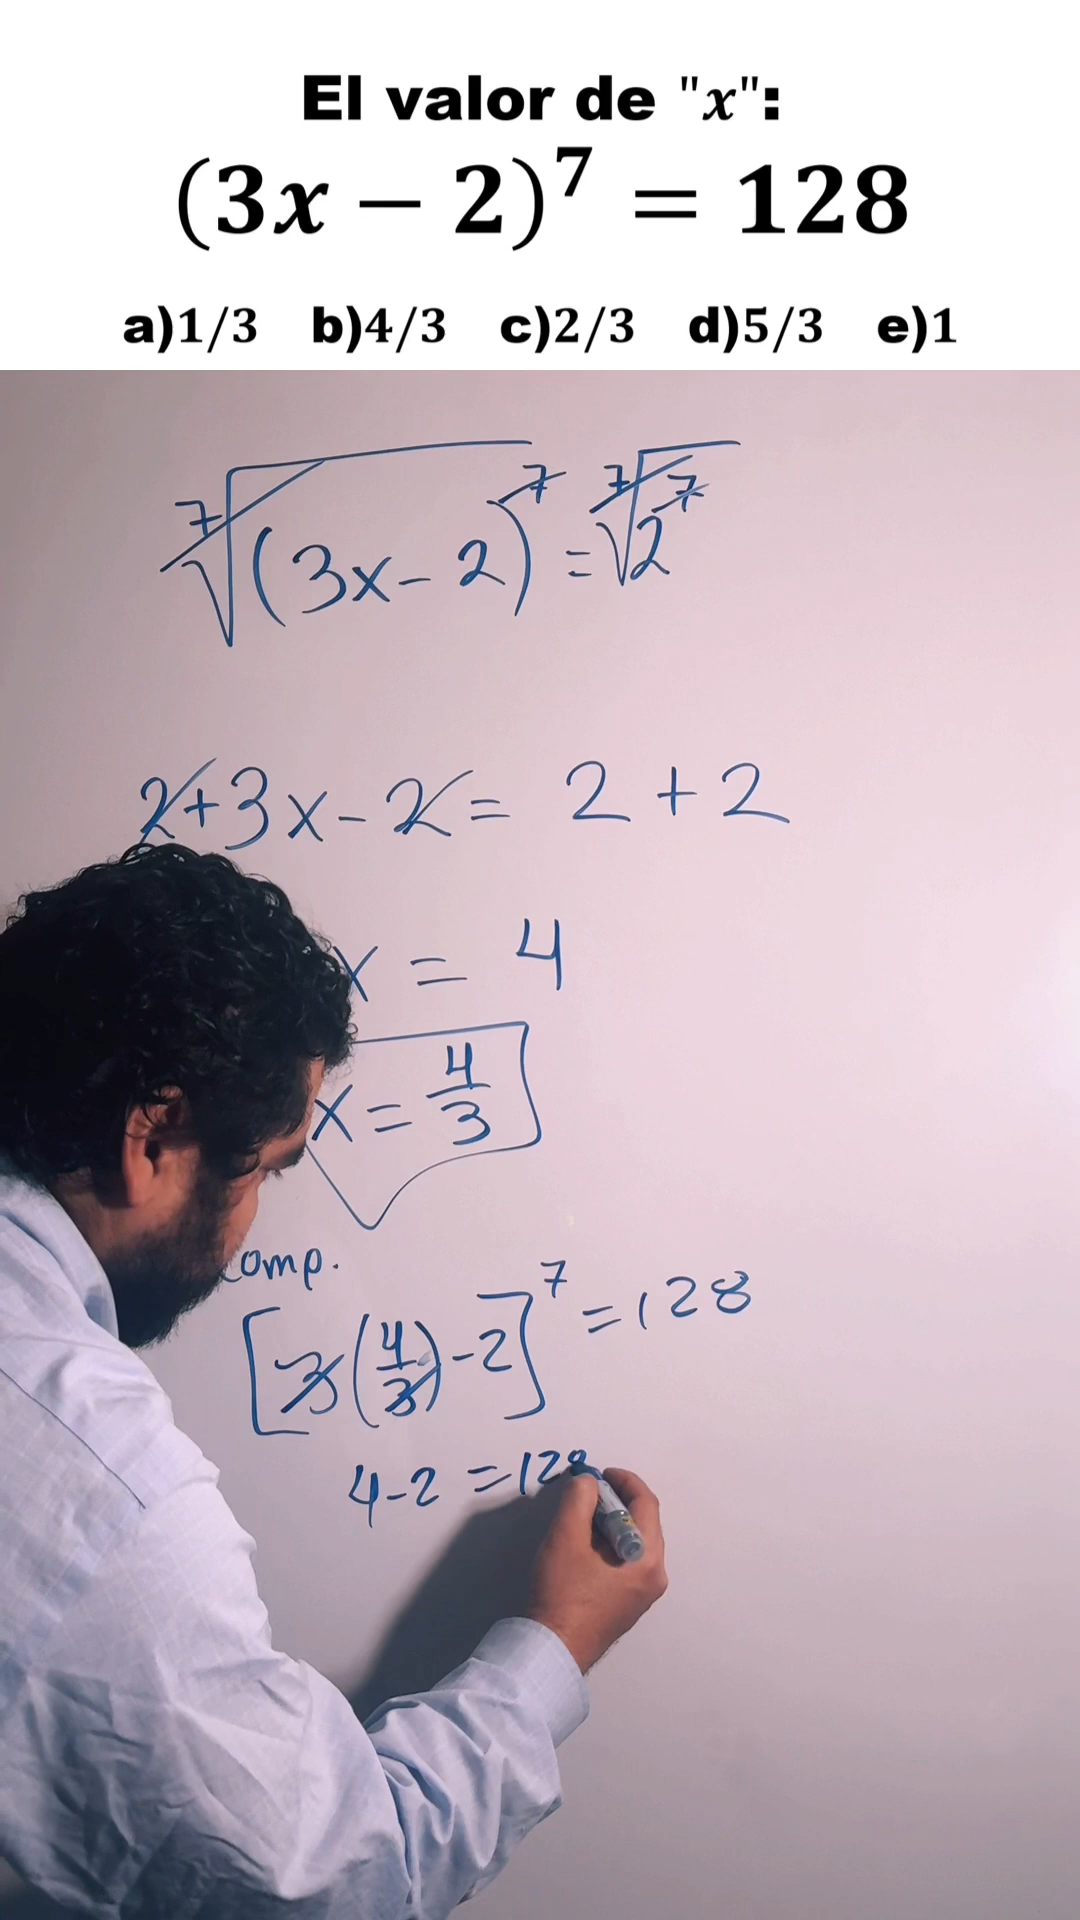 El valor de "x":
(3x − 2)⁷ = 128
a)1/3 b)4/3 c)2/3 d)5/3 e)1
⁷√(3x-2)⁷ = ⁷√2⁷
2+3x-2 = 2+2
x = 4
x = 4/3
omp.
[3(4/3)-2]⁷ = 128
4-2 = 128